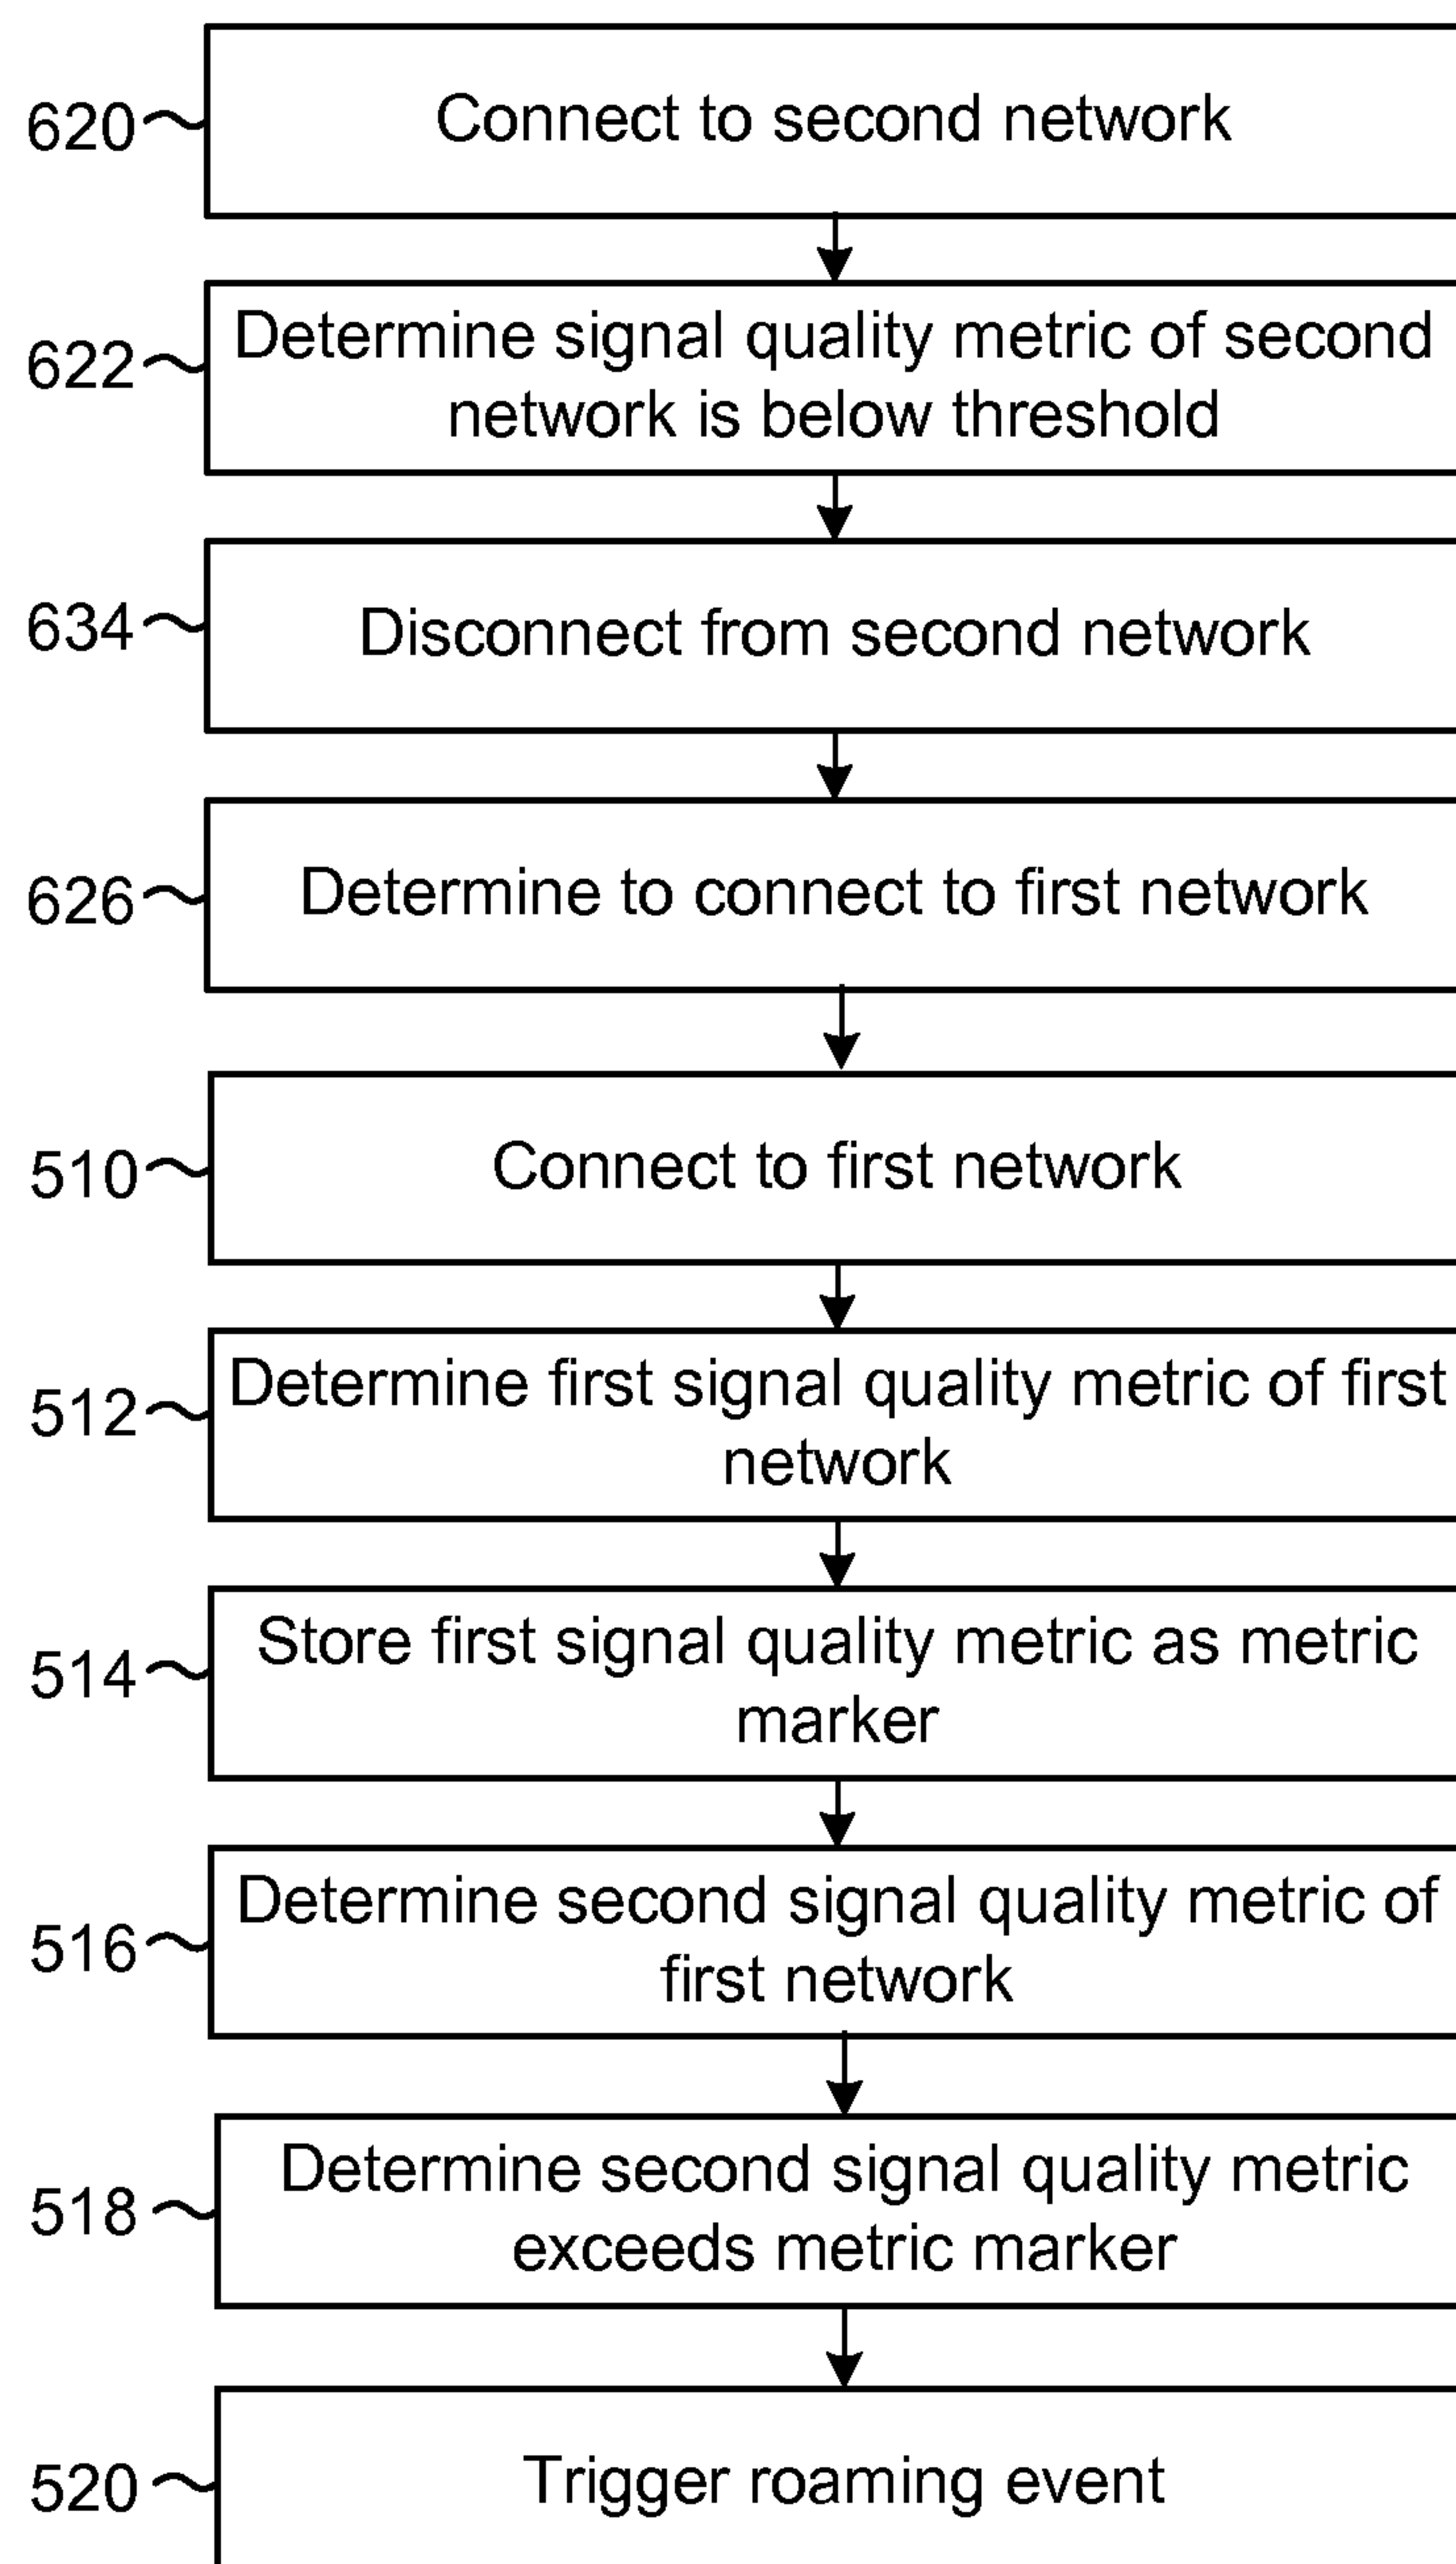 620 Connect to second network
622 Determine signal quality metric of second
network is below threshold
634 Disconnect from second network
626 Determine to connect to first network
510 Connect to first network
512 Determine first signal quality metric of first
network
514 Store first signal quality metric as metric
marker
516 Determine second signal quality metric of
first network
518 Determine second signal quality metric
exceeds metric marker
520 Trigger roaming event